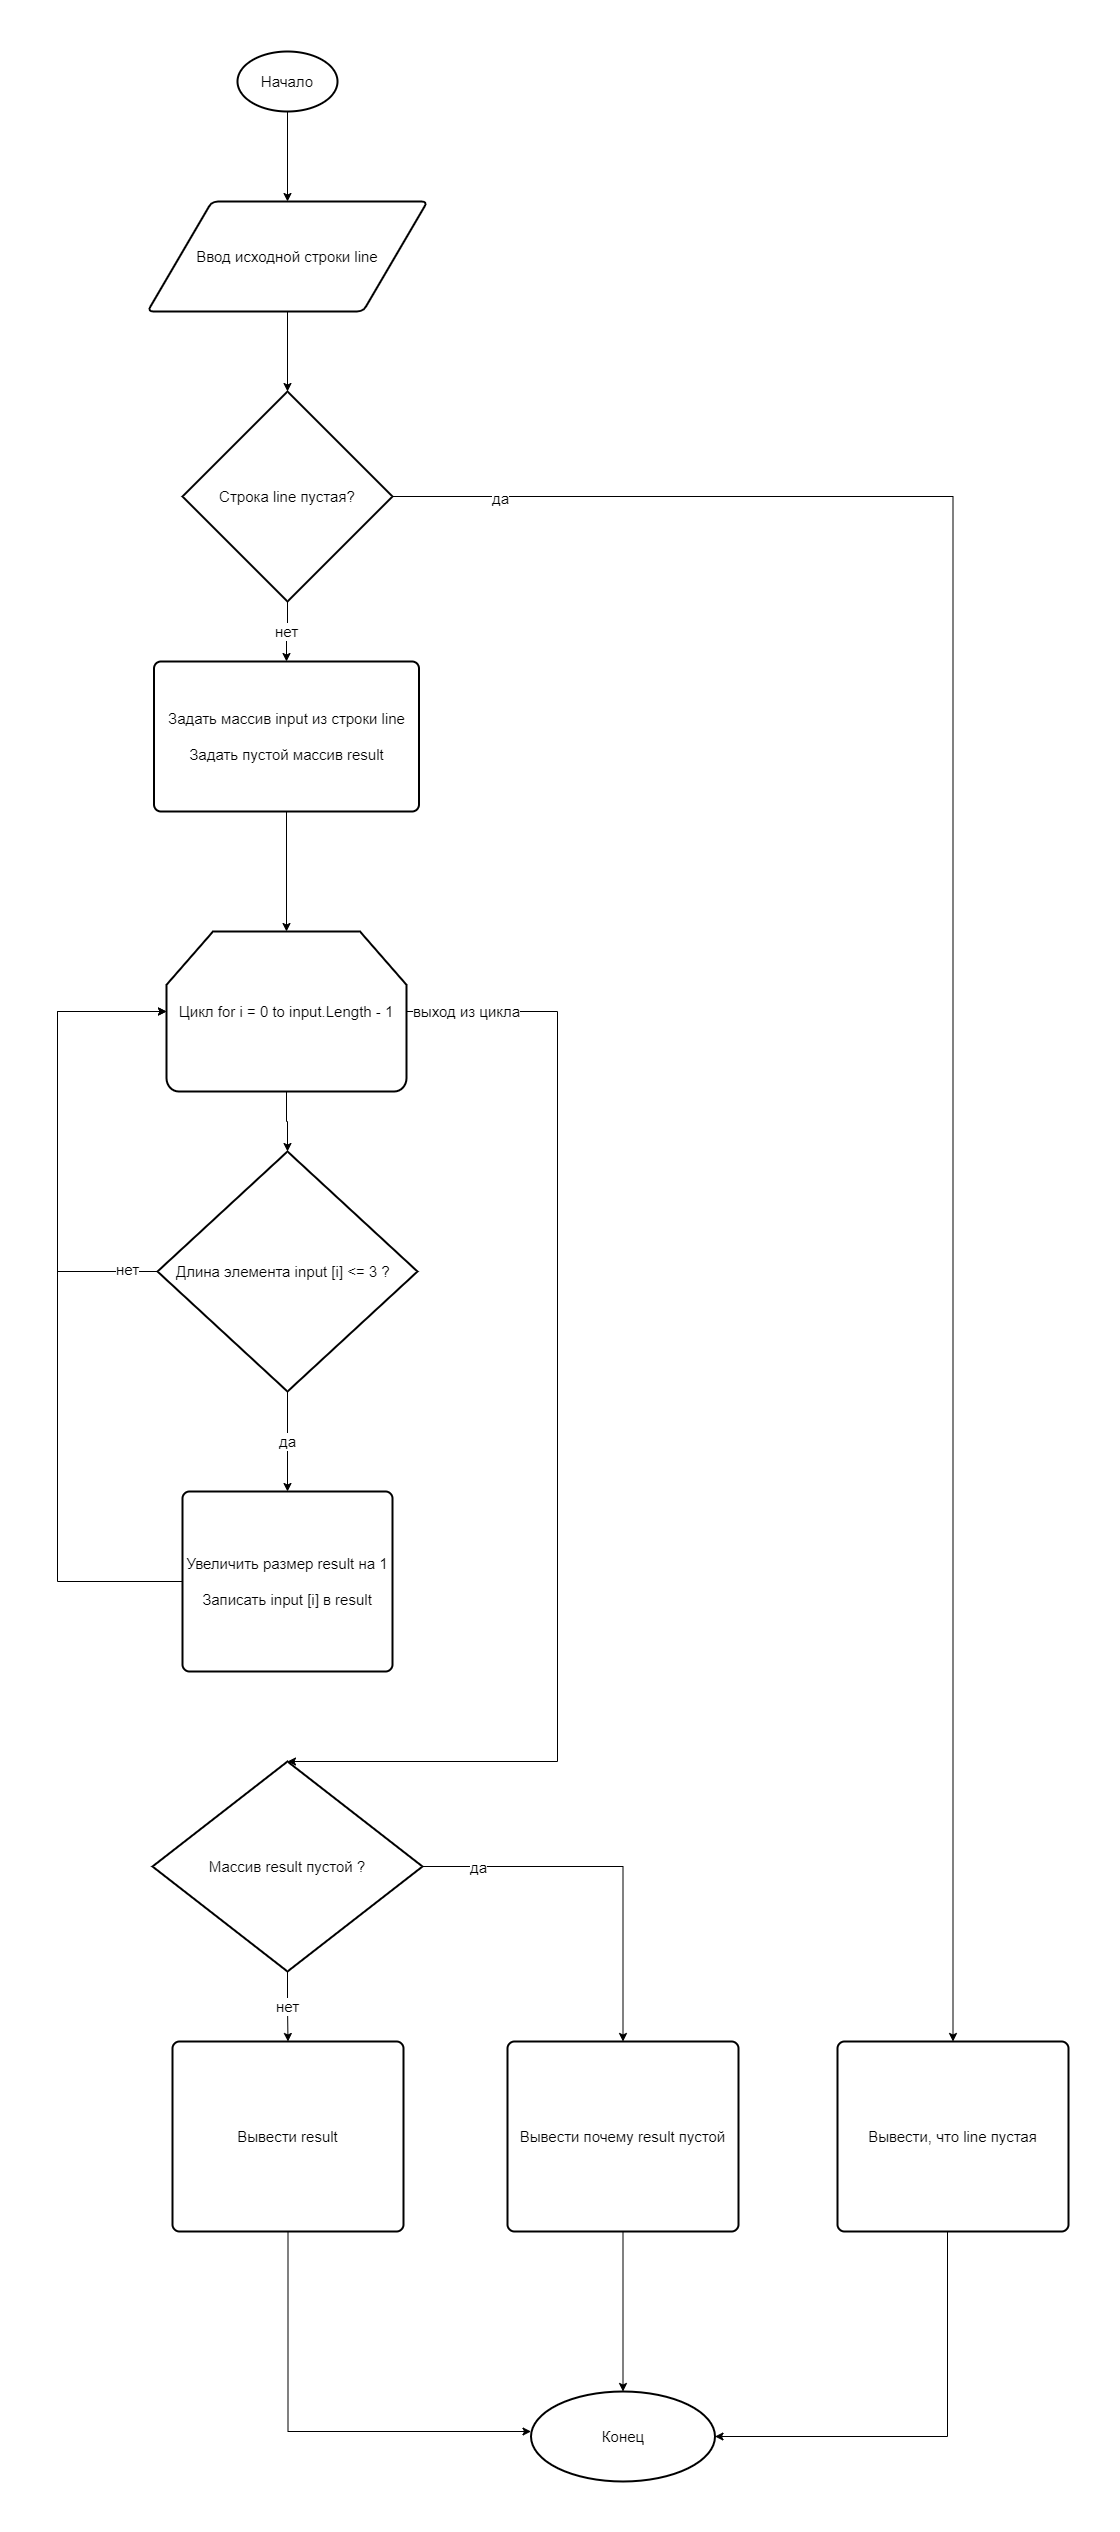 Начало
Ввод исходной строки line
Строка line пустая?
да
нет
Задать массив input из строки line
Задать пустой массив result
Цикл for i = 0 to input.Length - 1
выход из цикла
Длина элемента input [i] <= 3 ?
нет
да
Увеличить размер result на 1
Записать input [i] в result
Массив result пустой ?
да
нет
Вывести result
Вывести почему result пустой
Вывести, что line пустая
Конец